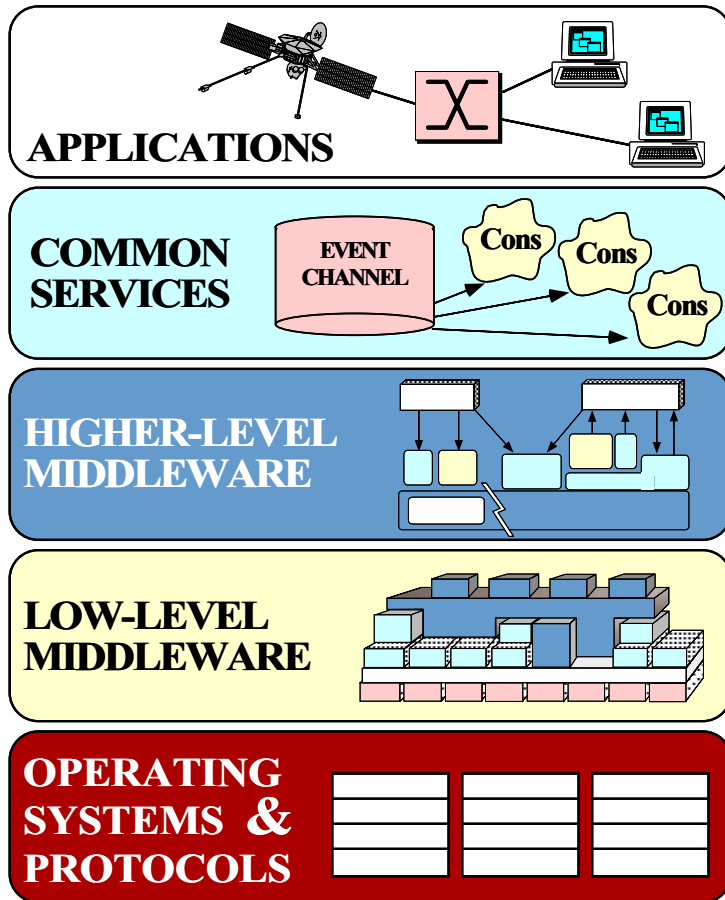 APPLICATIONS
COMMON
SERVICES
EVENT
CHANNEL
Cons
Cons
Cons
HIGHER-LEVEL
MIDDLEWARE
LOW-LEVEL
MIDDLEWARE
OPERATING
SYSTEMS &
PROTOCOLS